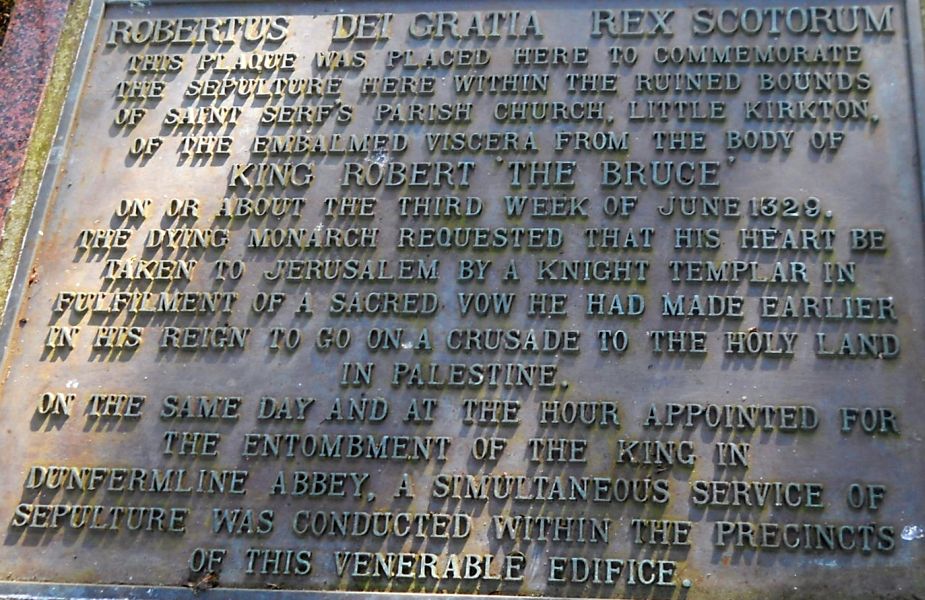 ROBERTUS DEI GRATIA REX SCOTORUM
THIS PLAQUE WAS PLACED HERE TO COMMEMORATE
THE SEPULTURE HERE WITHIN THE RUINED BOUNDS
OF SAINT SERF'S PARISH CHURCH, LITTLE KIRKTON,
OF THE EMBALMED VISCERA FROM THE BODY OF
KING ROBERT 'THE BRUCE'
ON OR ABOUT THE THIRD WEEK OF JUNE 1329.
THE DYING MONARCH REQUESTED THAT HIS HEART BE
TAKEN TO JERUSALEM BY A KNIGHT TEMPLAR IN
FULFILMENT OF A SACRED VOW HE HAD MADE EARLIER
IN HIS REIGN TO GO ON A CRUSADE TO THE HOLY LAND
IN PALESTINE.
ON THE SAME DAY AND AT THE HOUR APPOINTED FOR
THE ENTOMBMENT OF THE KING IN
DUNFERMLINE ABBEY, A SIMULTANEOUS SERVICE OF
SEPULTURE WAS CONDUCTED WITHIN THE PRECINCTS
OF THIS VENERABLE EDIFICE.